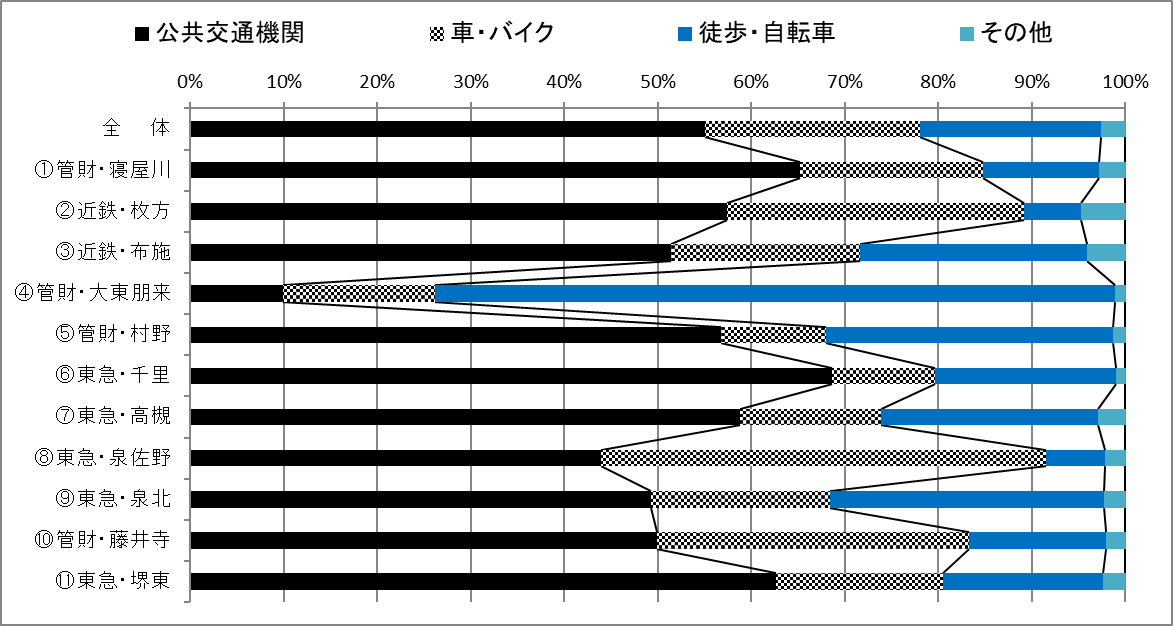 公共交通機関 車・バイク 徒歩・自転車 その他
0% 10% 20% 30% 40% 50% 60% 70% 80% 90% 100%
全 体
①管財・寝屋川
②近鉄・枚方
③近鉄・布施
④管財・大東朋来
⑤管財・村野
⑥東急・千里
⑦東急・高槻
⑧東急・泉佐野
⑨東急・泉北
⑩管財・藤井寺
⑪東急・堺東